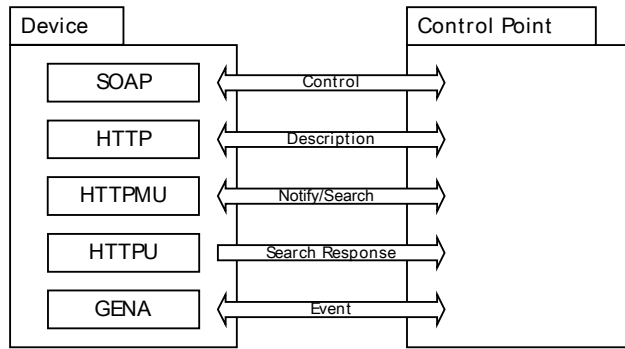 Device
Control Point
SOAP
Control
HTTP
Description
HTTPMU
Notify/Search
HTTPU
Search Response
GENA
Event